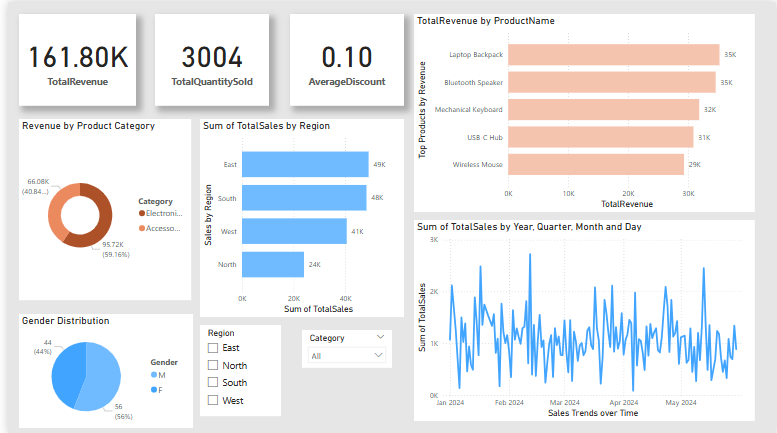 161.80K
TotalRevenue
3004
TotalQuantitySold
0.10
AverageDiscount
TotalRevenue by ProductName
Top Products by Revenue
Laptop Backpack
35K
Bluetooth Speaker
35K
Mechanical Keyboard
32K
USB-C Hub
31K
Wireless Mouse
29K
0K 10K 20K 30K
TotalRevenue
Revenue by Product Category
66.08K
(40.84...)
95.72K
(59.16%)
Category
Electroni...
Accesso...
Sum of TotalSales by Region
Sales by Region
East
49K
South
48K
West
41K
North
24K
0K 20K 40K
Sum of TotalSales
Sum of TotalSales by Year, Quarter, Month and Day
Sum of TotalSales
3K
2K
1K
0K
Jan 2024 Feb 2024 Mar 2024 Apr 2024 May 2024
Sales Trends over Time
Gender Distribution
44
(44%)
56
(56%)
Gender
M
F
Region
East
North
South
West
Category
All